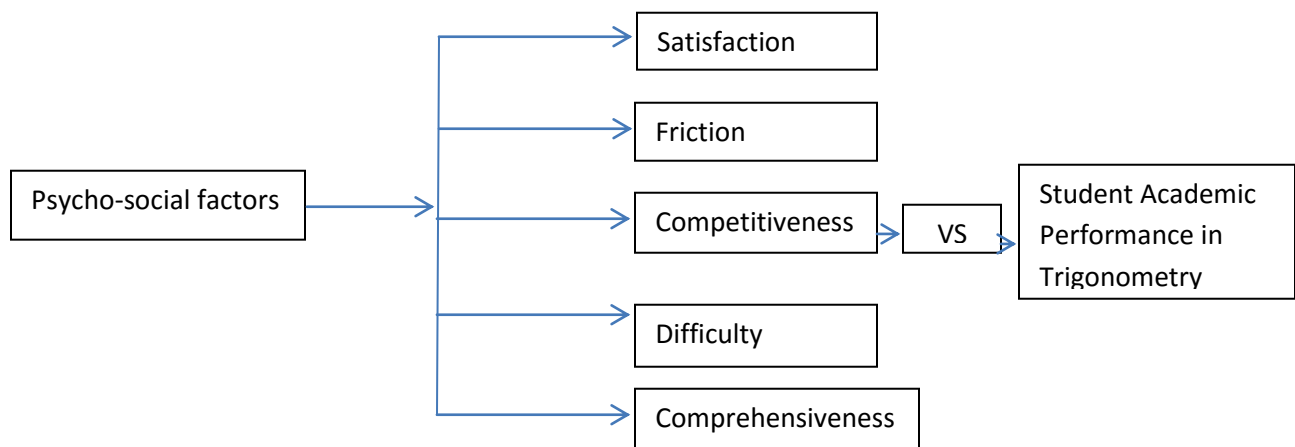 Satisfaction
Friction
Psycho-social factors
Competitiveness
VS
Student Academic
Performance in
Trigonometry
Difficulty
Comprehensiveness